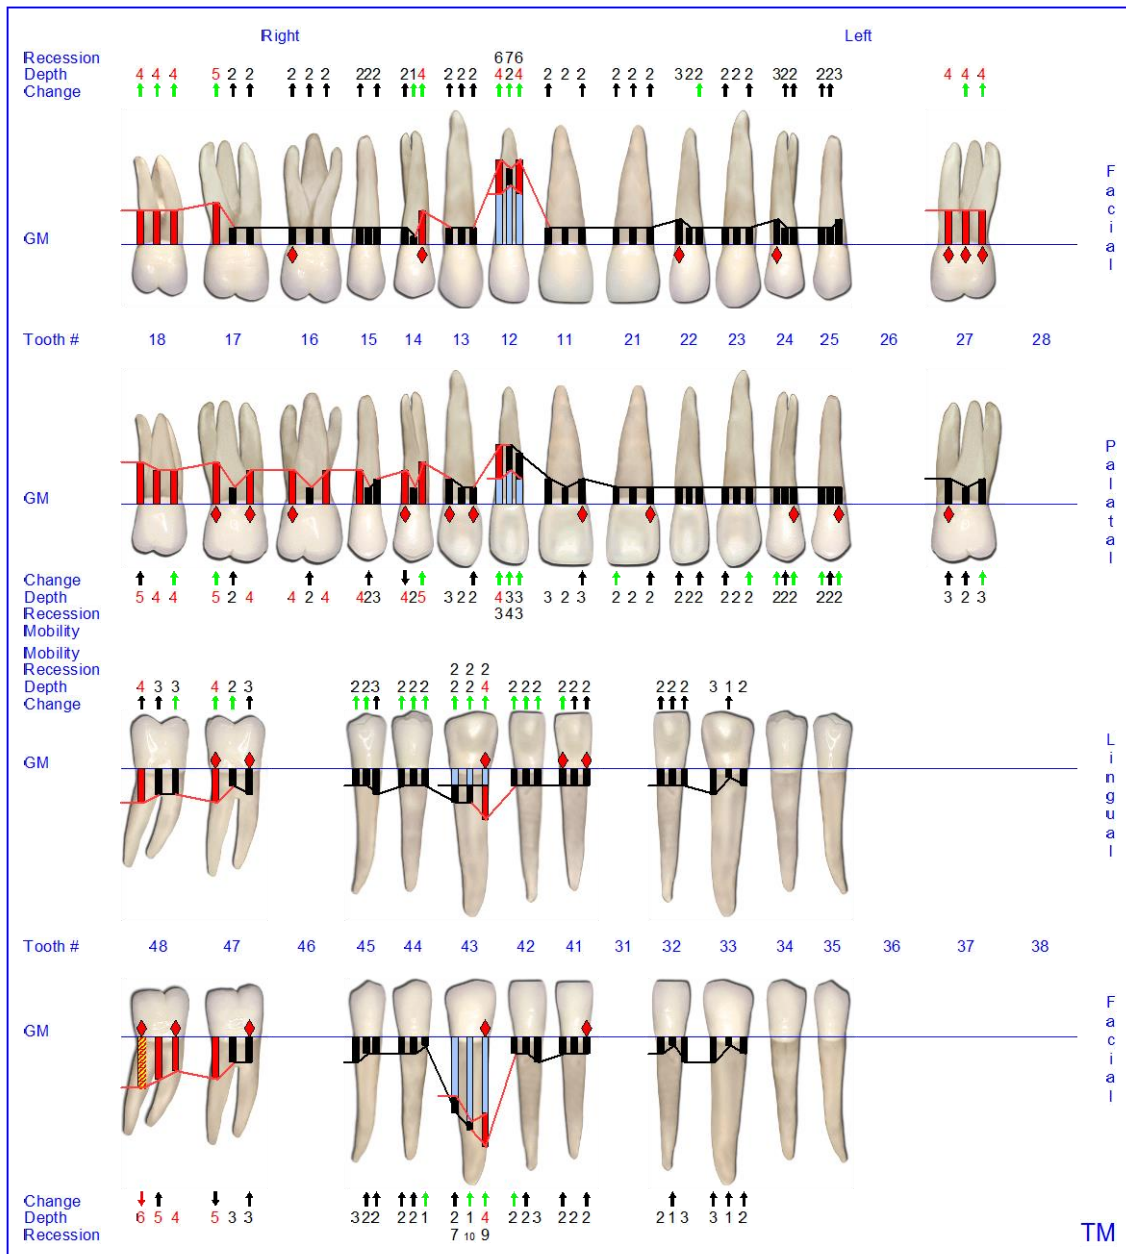 Right Left
Recession 676
Depth 4 4 4 5 2 2 2 2 2 222 214 2 2 2 424 2 2 2 2 2 2 3 22 2 2 2 322 223 4 4 4
Change
Facial
GM
Tooth # 18 17 16 15 14 13 12 11 21 22 23 24 25 26 27 28
Palatal
GM
Change
Depth 5 4 4 5 2 4 4 2 4 423 425 3 2 2 433 3 2 3 2 2 2 222 2 2 2 222 222 3 2 3
Recession 343
Mobility
Mobility
Recession 2 2 2
Depth 4 3 3 4 2 3 223 222 2 2 4 222 222 222 3 1 2
Change
Lingual
GM
Tooth # 48 47 46 45 44 43 42 41 31 32 33 34 35 36 37 38
Facial
GM
Change
Depth 6 5 4 5 3 3 322 221 2 1 4 223 222 213 3 1 2
Recession 7 10 9
TM